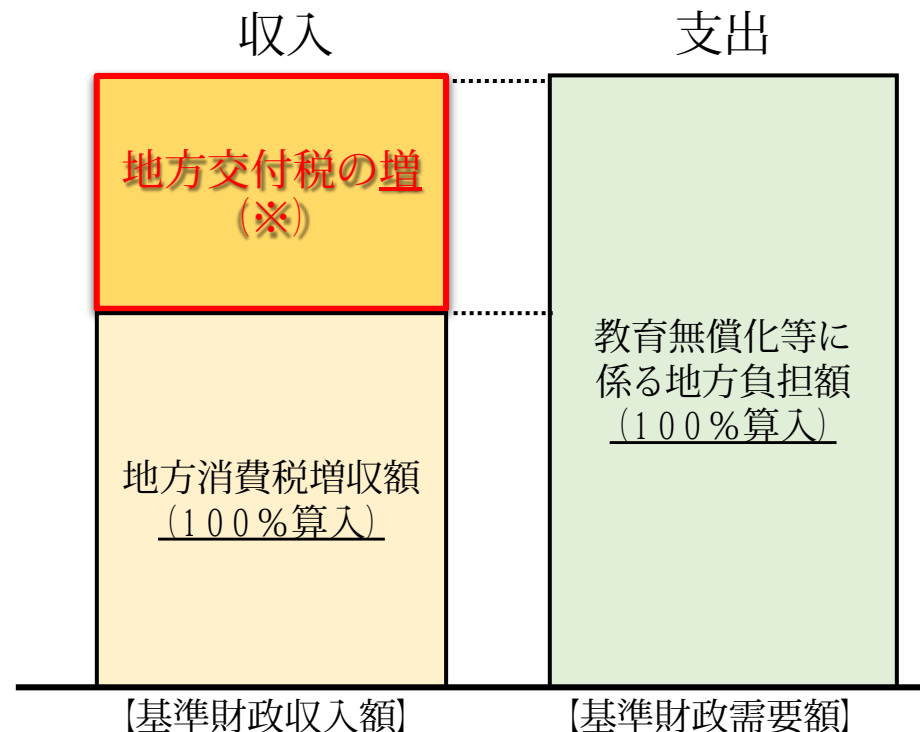 収入
支出
地方交付税の増
(※)
地方消費税増収額
(100%算入)
教育無償化等に
係る地方負担額
(100%算入)
【基準財政収入額】
【基準財政需要額】